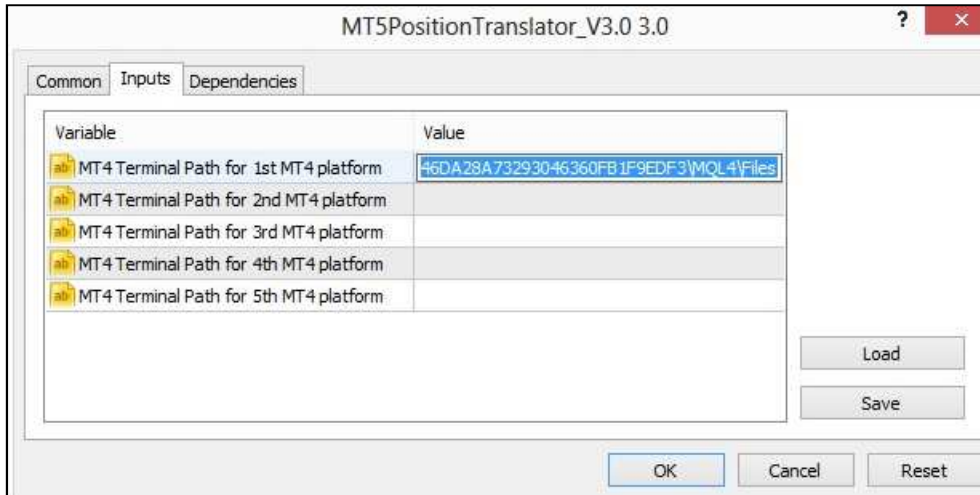 MT5PositionTranslator_V3.0 3.0
?
Common Inputs Dependencies
Variable Value
MT4 Terminal Path for 1st MT4 platform 46DA28A73293046360FB1F9EDF3\MQL4\Files
MT4 Terminal Path for 2nd MT4 platform
MT4 Terminal Path for 3rd MT4 platform
MT4 Terminal Path for 4th MT4 platform
MT4 Terminal Path for 5th MT4 platform
Load
Save
OK Cancel Reset